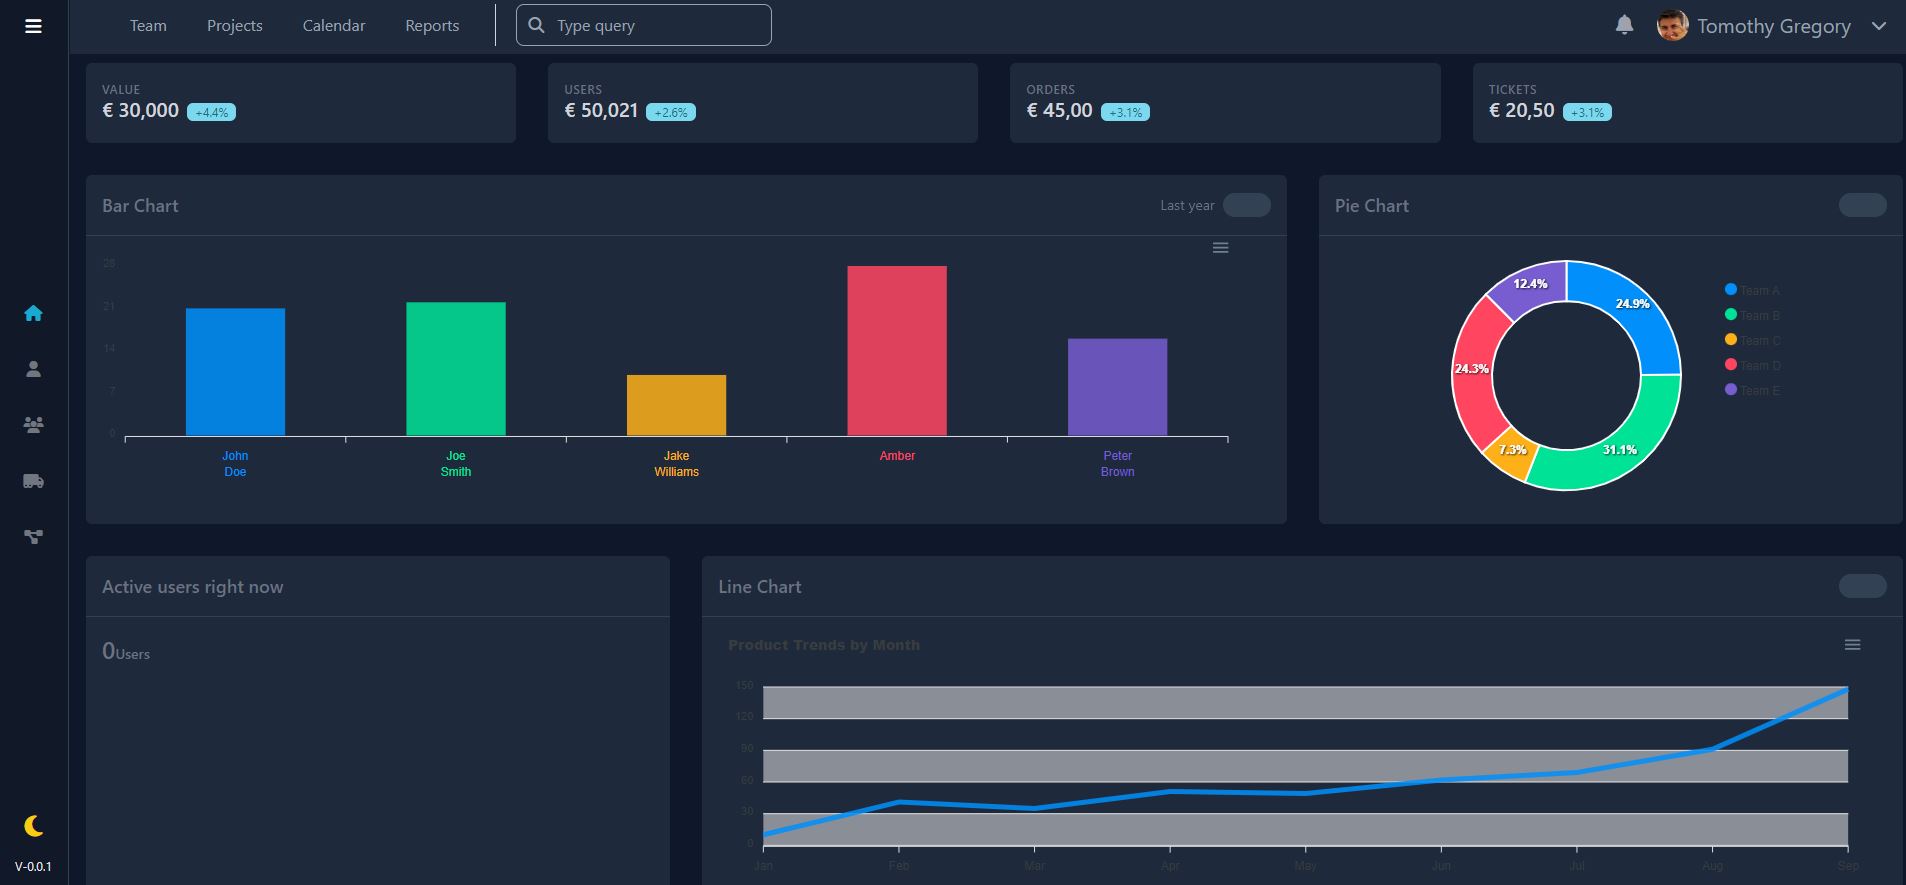 Team Projects Calendar Reports Type query Tomothy Gregory
VALUE
€ 30,000 +4.4%
USERS
€ 50,021 +2.6%
ORDERS
€ 45,00 +3.1%
TICKETS
€ 20,50 +3.1%
Bar Chart Last year
28
21
14
7
0
John
Doe
Joe
Smith
Jake
Williams
Amber
Peter
Brown
Pie Chart
12.4%
24.9%
24.3%
7.3%
31.1%
Team A
Team B
Team C
Team D
Team E
Active users right now
0Users
Line Chart
Product Trends by Month
150
120
90
60
30
0
Jan Feb Mar Apr May Jun Jul Aug Sep
V-0.0.1